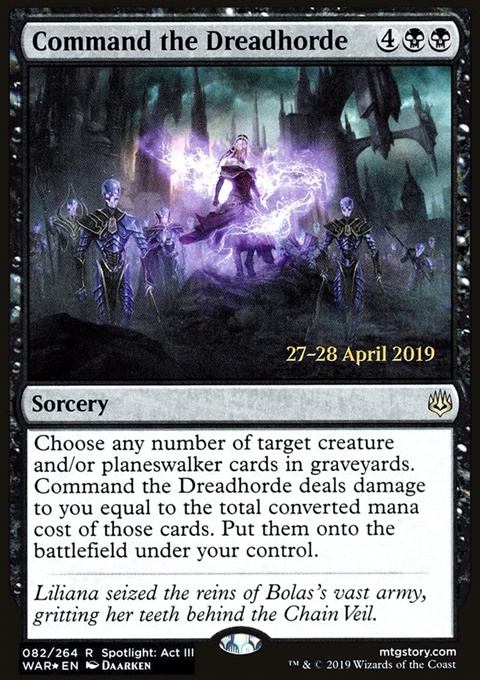 Command the Dreadhorde 4
27–28 April 2019
Sorcery
Choose any number of target creature
and/or planeswalker cards in graveyards.
Command the Dreadhorde deals damage
to you equal to the total converted mana
cost of those cards. Put them onto the
battlefield under your control.
Liliana seized the reins of Bolas's vast army,
gritting her teeth behind the Chain Veil.
082/264 R Spotlight: Act III
WAR★EN Daarken
mtgstory.com
™ & © 2019 Wizards of the Coast